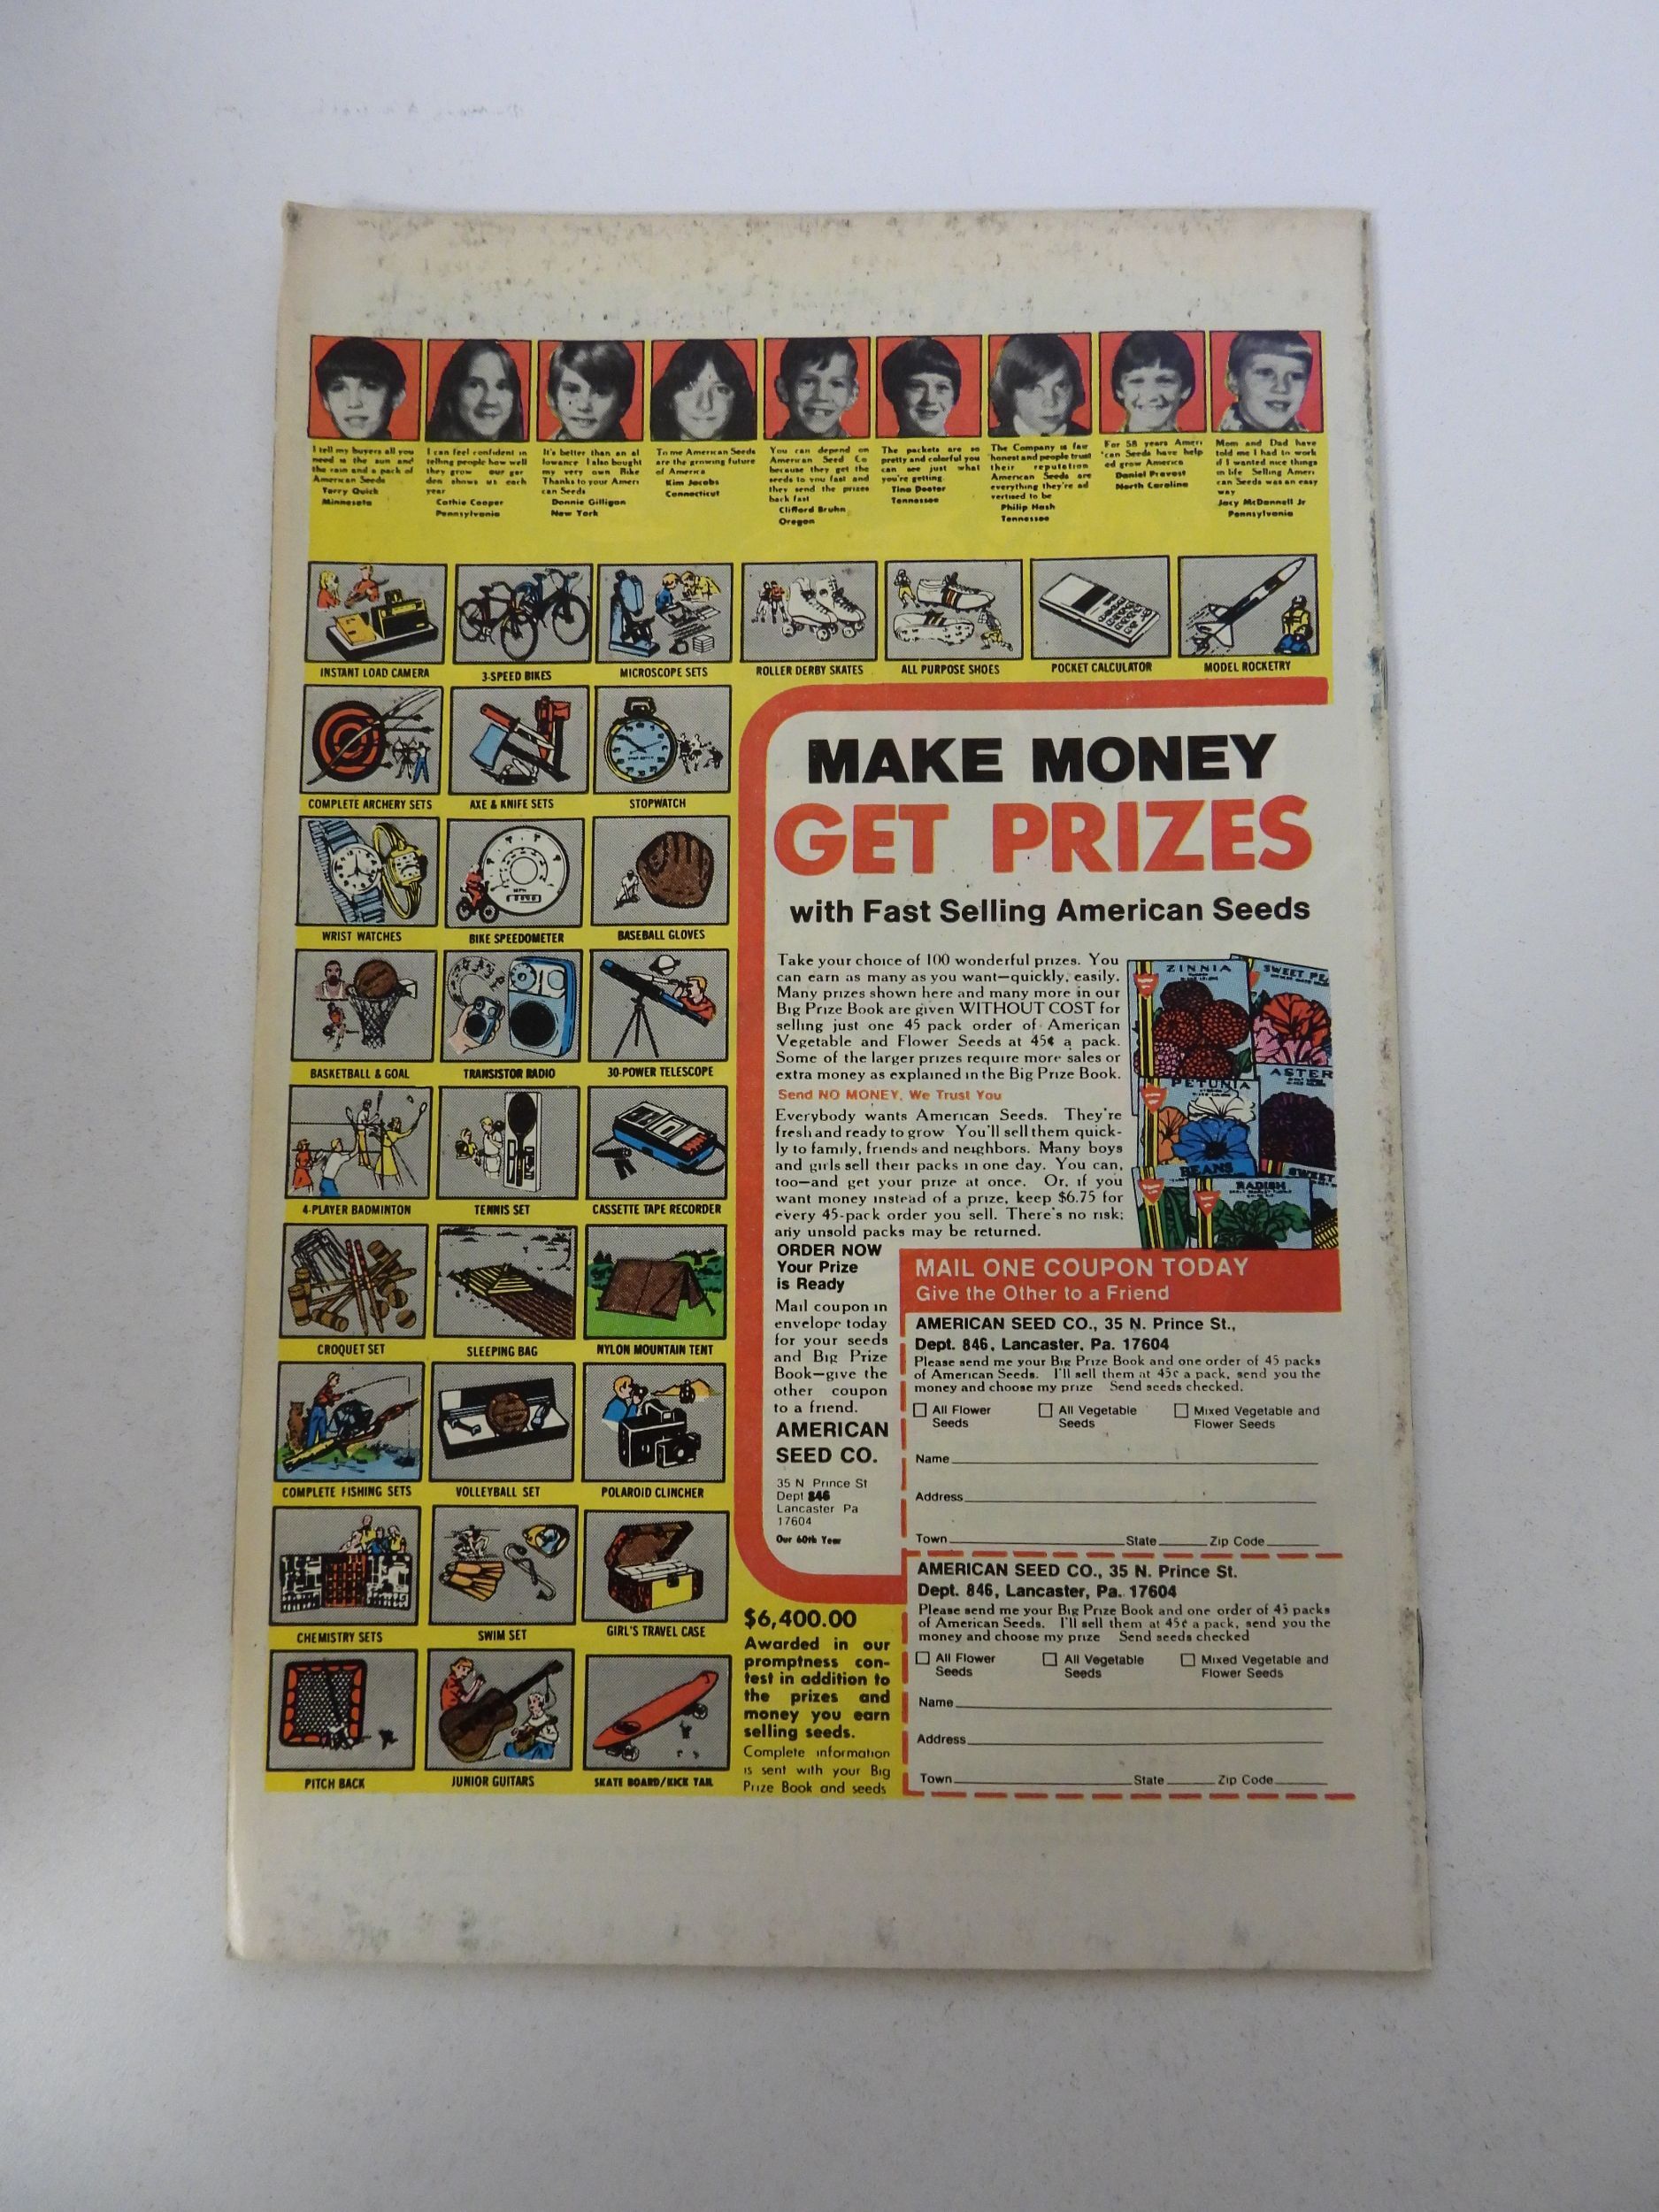 I tell my buyers all you
need is the sun and
the rain and a pack of
American Seeds
Terry Quick
Minnesota
I can feel confident in
telling people how well
they grow our gar
den shows us each
year
Cathie Cooper
Pennsylvania
It's better than an al
lowance I also bought
my very own Bike
Thanks to your Ameri
can Seeds
Donnie Gilligan
New York
To me American Seeds
are the growing future
of America
Kim Jacobs
Connecticut
You can depend on
American Seed Co
because they get the
seeds to you fast and
they send the prizes
back fast
Clifford Bruhn
Oregon
The packets are so
pretty and colorful you
can see just what
you're getting.
Tina Deeter
Tennessee
The Company is fair
honest and people trust
their reputation
American Seeds are
everything they're ad
vertised to be
Philip Hash
Tennessee
For 58 years Ameri
can Seeds have help
ed grow America
Daniel Provost
North Carolina
Mom and Dad have
told me I had to work
if I wanted nice things
in life Selling Ameri
can Seeds was an easy
way
Jacy McDonnell Jr
Pennsylvania
INSTANT LOAD CAMERA
3-SPEED BIKES
MICROSCOPE SETS
ROLLER DERBY SKATES
ALL PURPOSE SHOES
POCKET CALCULATOR
MODEL ROCKETRY
COMPLETE ARCHERY SETS
AXE & KNIFE SETS
STOPWATCH
WRIST WATCHES
BIKE SPEEDOMETER
BASEBALL GLOVES
BASKETBALL & GOAL
TRANSISTOR RADIO
30-POWER TELESCOPE
4-PLAYER BADMINTON
TENNIS SET
CASSETTE TAPE RECORDER
CROQUET SET
SLEEPING BAG
NYLON MOUNTAIN TENT
COMPLETE FISHING SETS
VOLLEYBALL SET
POLAROID CLINCHER
CHEMISTRY SETS
SWIM SET
GIRL'S TRAVEL CASE
PITCH BACK
JUNIOR GUITARS
SKATE BOARD/KICK TAIL
MAKE MONEY
GET PRIZES
with Fast Selling American Seeds
Take your choice of 100 wonderful prizes. You
can earn as many as you want—quickly, easily.
Many prizes shown here and many more in our
Big Prize Book are given WITHOUT COST for
selling just one 45 pack order of American
Vegetable and Flower Seeds at 45¢ a pack.
Some of the larger prizes require more sales or
extra money as explained in the Big Prize Book.
Send NO MONEY, We Trust You
Everybody wants American Seeds. They're
fresh and ready to grow You'll sell them quick-
ly to family, friends and neighbors. Many boys
and girls sell their packs in one day. You can,
too—and get your prize at once. Or, if you
want money instead of a prize, keep $6.75 for
every 45-pack order you sell. There's no risk;
any unsold packs may be returned.
ZINNIA
SWEET PE
ASTER
PETUNIA
BEANS
SWEET
RADISH
ORDER NOW
Your Prize
is Ready
Mail coupon in
envelope today
for your seeds
and Big Prize
Book—give the
other coupon
to a friend.
AMERICAN
SEED CO.
35 N Prince St
Dept 846
Lancaster Pa
17604
Our 60th Year
MAIL ONE COUPON TODAY
Give the Other to a Friend
AMERICAN SEED CO., 35 N. Prince St.,
Dept. 846, Lancaster, Pa. 17604
Please send me your Big Prize Book and one order of 45 packs
of American Seeds. I'll sell them at 45¢ a pack, send you the
money and choose my prize Send seeds checked.
All Flower Seeds
All Vegetable Seeds
Mixed Vegetable and Flower Seeds
Name
Address
Town State Zip Code
AMERICAN SEED CO., 35 N. Prince St.
Dept. 846, Lancaster, Pa. 17604
Please send me your Big Prize Book and one order of 45 packs
of American Seeds. I'll sell them at 45¢ a pack, send you the
money and choose my prize Send seeds checked
All Flower Seeds
All Vegetable Seeds
Mixed Vegetable and Flower Seeds
Name
Address
Town State Zip Code
$6,400.00
Awarded in our
promptness con-
test in addition to
the prizes and
money you earn
selling seeds.
Complete information
is sent with your Big
Prize Book and seeds